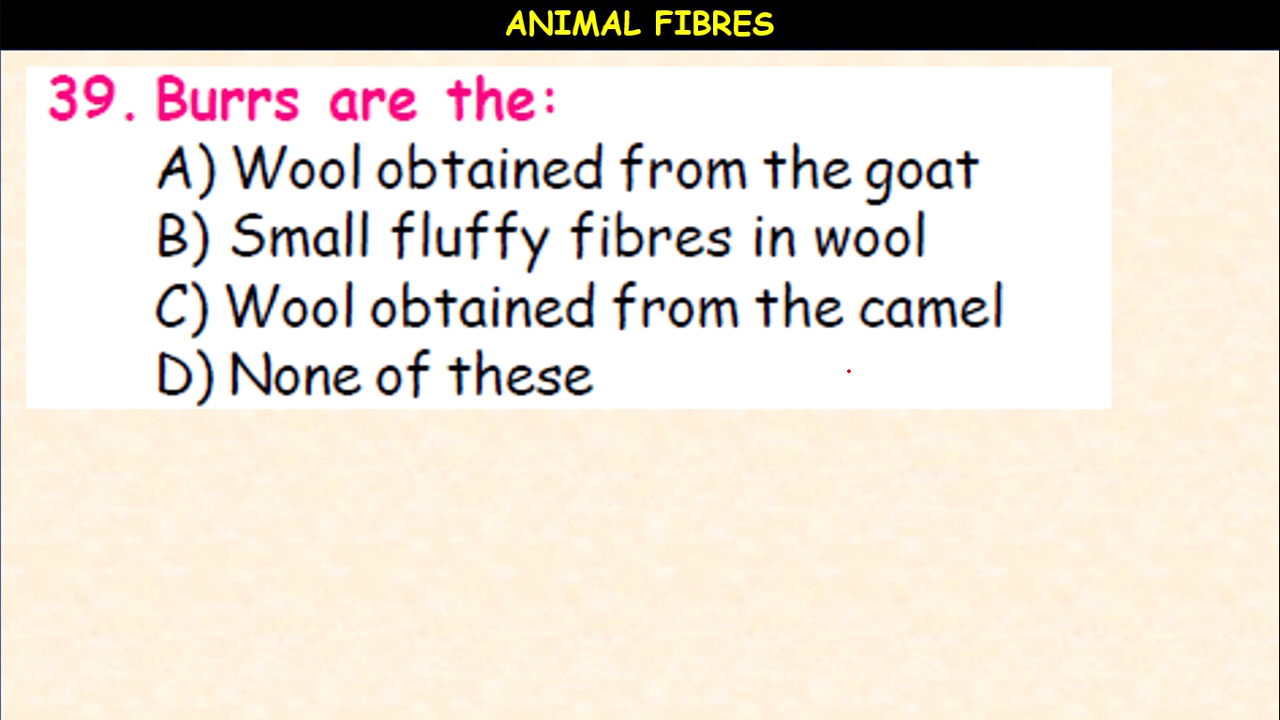 ANIMAL FIBRES
39. Burrs are the:
A) Wool obtained from the goat
B) Small fluffy fibres in wool
C) Wool obtained from the camel
D) None of these